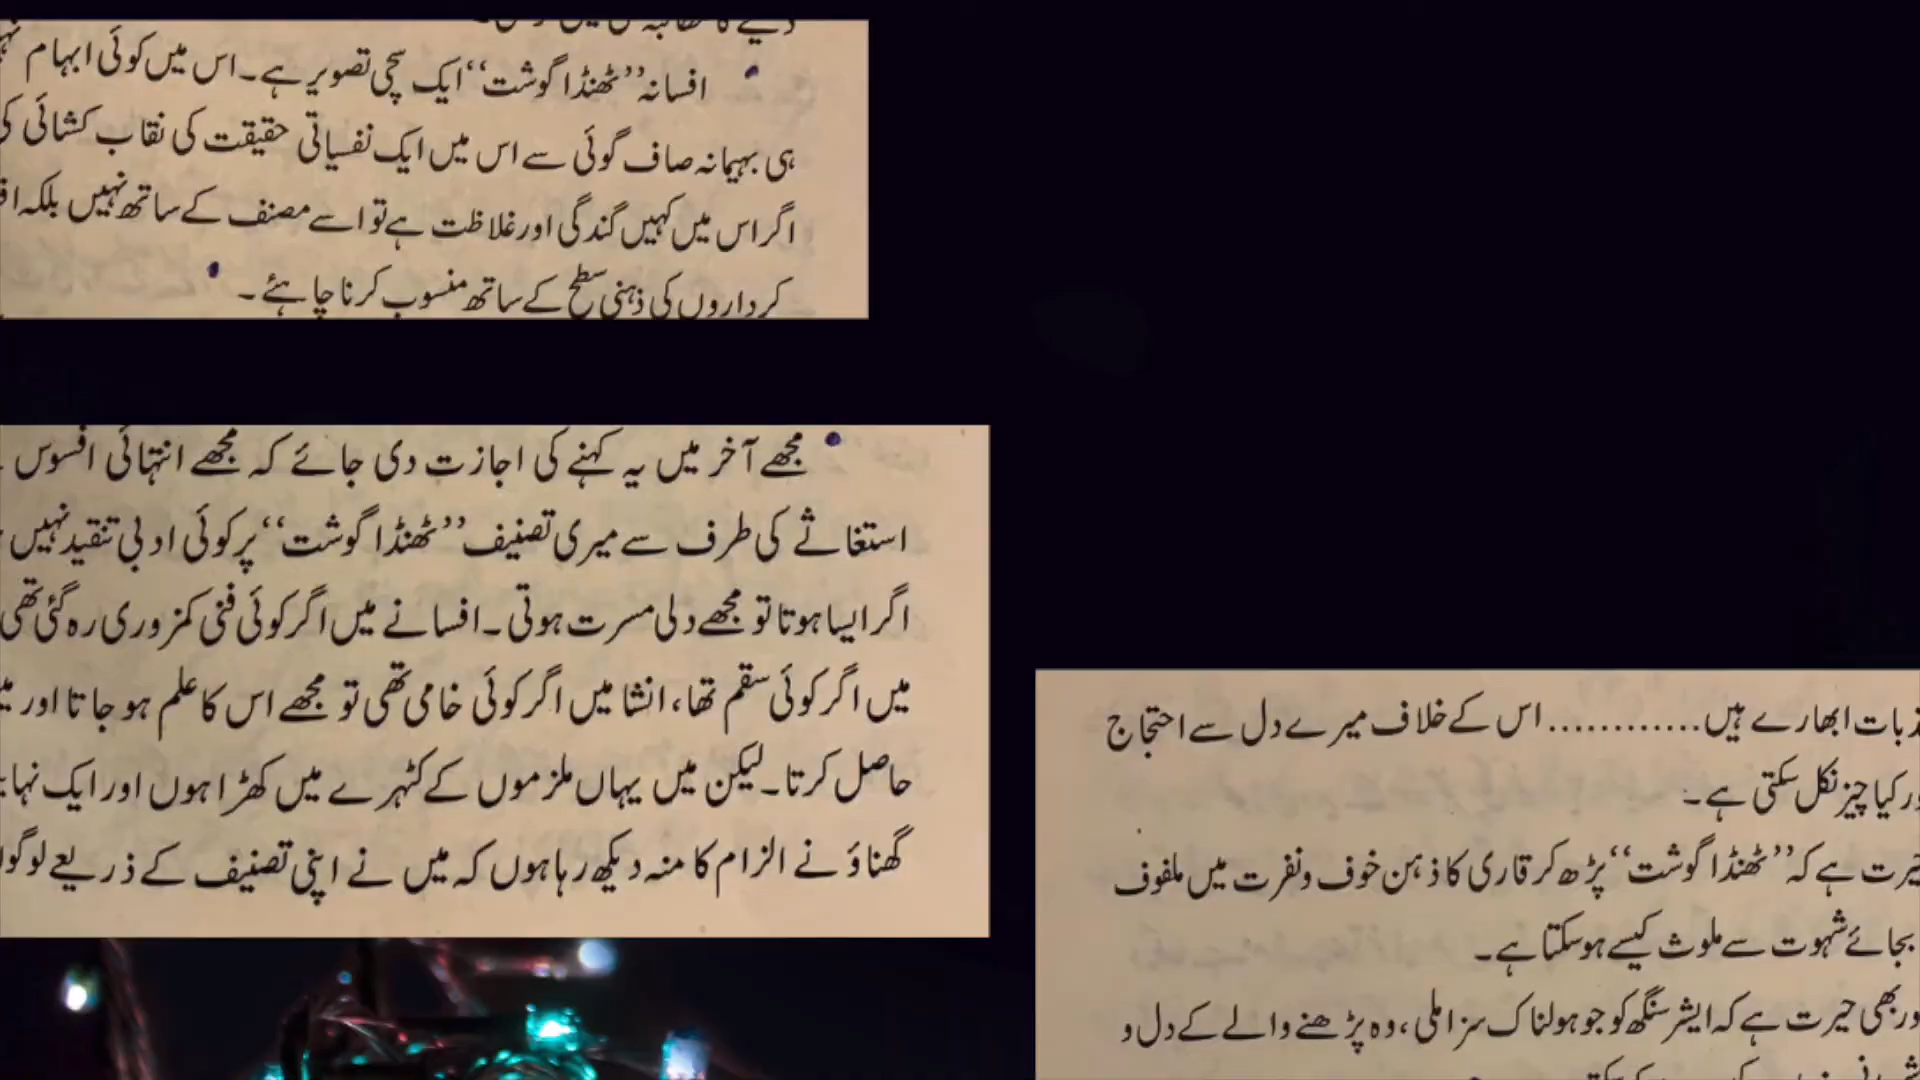 افسانہ ’’ٹھنڈا گوشت‘‘ ایک سچی تصویر ہے۔ اس میں کوئی ابہام
ہی بہیمانہ صاف گوئی سے اس میں ایک نفسیاتی حقیقت کی نقاب کشائی کی
اگر اس میں کہیں گندگی اور غلاظت ہے تو اسے مصنف کے ساتھ نہیں بلکہ
کرداروں کی ذہنی سطح کے ساتھ منسوب کرنا چاہئے۔
مجھے آخر میں یہ کہنے کی اجازت دی جائے کہ مجھے انتہائی افسوس
استغاثے کی طرف سے میری تصنیف ’’ٹھنڈا گوشت‘‘ پر کوئی ادبی تنقید نہیں
اگر ایسا ہوتا تو مجھے دلی مسرت ہوتی۔ افسانے میں اگر کوئی فنی کمزوری رہ گئی تھی
میں اگر کوئی سقم تھا، انشا میں اگر کوئی خامی تھی تو مجھے اس کا علم ہو جاتا اور
حاصل کرتا۔ لیکن میں یہاں ملزموں کے کٹہرے میں کھڑا ہوں اور ایک
گھناؤنے الزام کا منہ دیکھ رہا ہوں کہ میں نے اپنی تصنیف کے ذریعے
ابھارے ہیں............ اس کے خلاف میرے دل سے احتجاج
کیا چیز نکل سکتی ہے۔
ہے کہ ’’ٹھنڈا گوشت‘‘ پڑھ کر قاری کا ذہن خوف و نفرت میں ملفوف
بجائے شہوت سے ملوث کیسے ہو سکتا ہے۔
بھی حیرت ہے کہ ایشر سنگھ کو جو ہولناک سزا ملی، وہ پڑھنے والے کے دل و